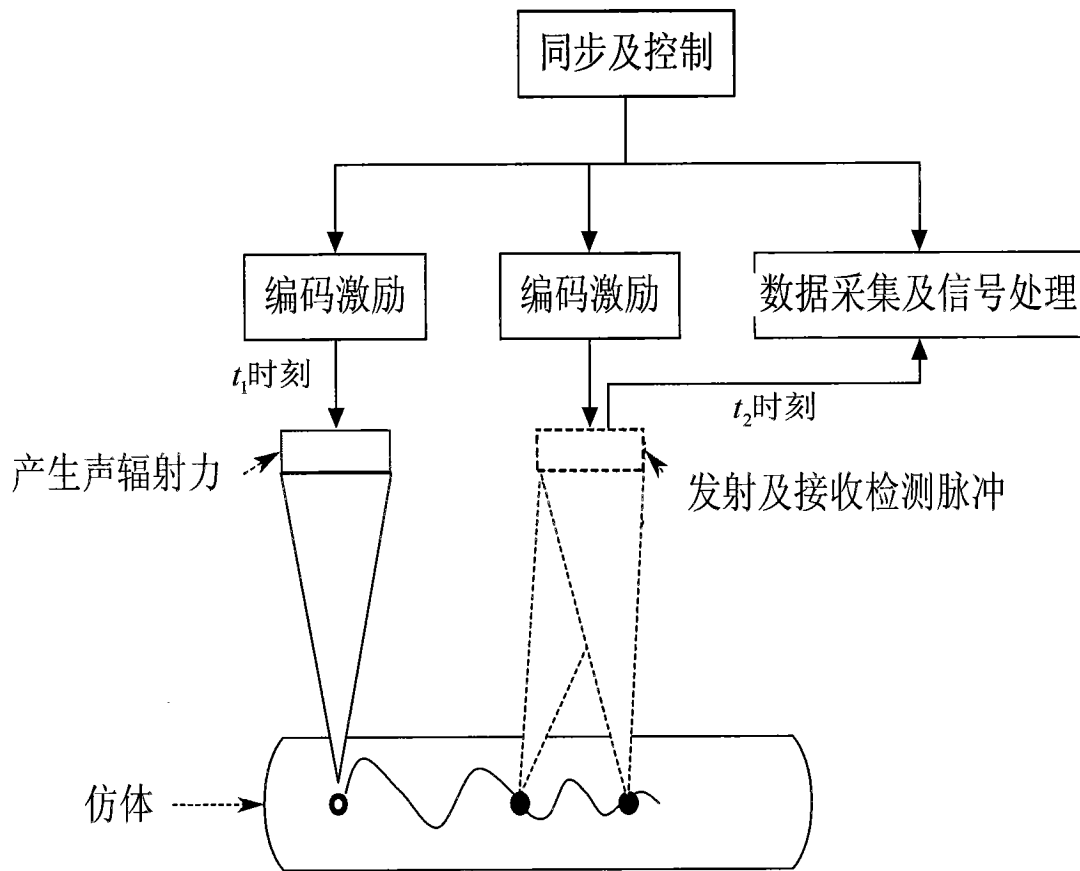 同步及控制
编码激励
编码激励
数据采集及信号处理
t₁时刻
t₂时刻
产生声辐射力
发射及接收检测脉冲
仿体